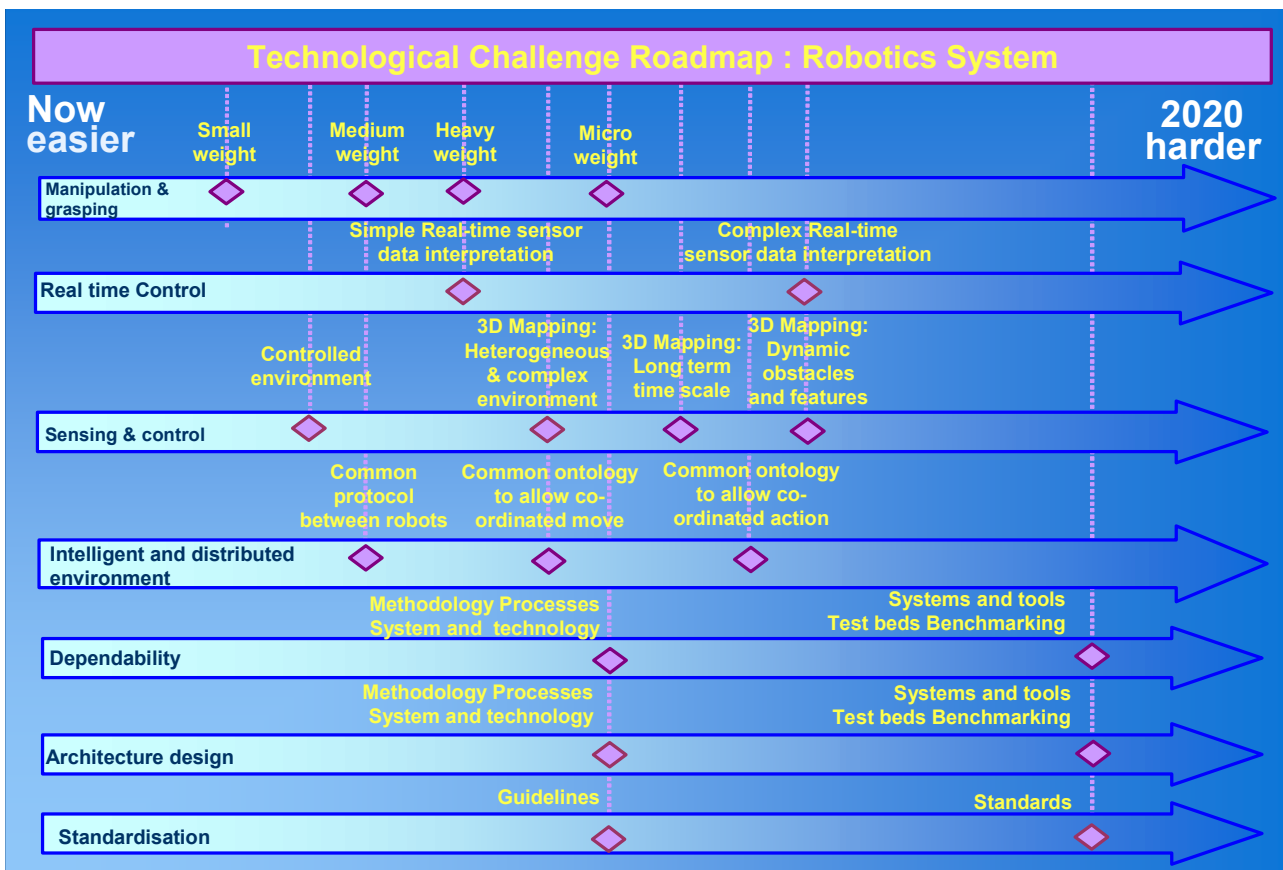 Technological Challenge Roadmap : Robotics System
Now
easier
2020
harder
Small
weight
Medium
weight
Heavy
weight
Micro
weight
Manipulation &
grasping
Simple Real-time sensor
data interpretation
Complex Real-time
sensor data interpretation
Real time Control
Controlled
environment
3D Mapping:
Heterogeneous
& complex
environment
3D Mapping:
Long term
time scale
3D Mapping:
Dynamic
obstacles
and features
Sensing & control
Common
protocol
between robots
Common ontology
to allow co-
ordinated move
Common ontology
to allow co-
ordinated action
Intelligent and distributed
environment
Methodology Processes
System and technology
Systems and tools
Test beds Benchmarking
Dependability
Methodology Processes
System and technology
Systems and tools
Test beds Benchmarking
Architecture design
Guidelines
Standards
Standardisation